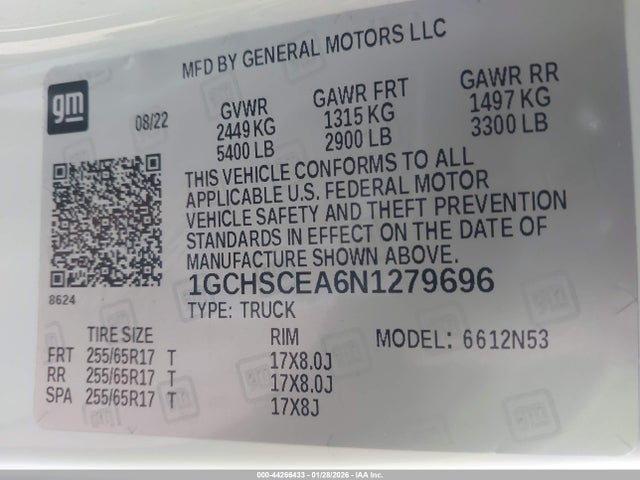 MFD BY GENERAL MOTORS LLC
gm
08/22
GVWR
2449 KG
5400 LB
GAWR FRT
1315 KG
2900 LB
GAWR RR
1497 KG
3300 LB
THIS VEHICLE CONFORMS TO ALL
APPLICABLE U.S. FEDERAL MOTOR
VEHICLE SAFETY AND THEFT PREVENTION
STANDARDS IN EFFECT ON THE DATE OF
MANUFACTURE SHOWN ABOVE.
8624
1GCHSCEA6N1279696
TYPE: TRUCK
TIRE SIZE RIM MODEL: 6612N53
FRT 255/65R17 T 17X8.0J
RR 255/65R17 T 17X8.0J
SPA 255/65R17 T 17X8J
000-44266433 - 01/28/2026 - IAA Inc.